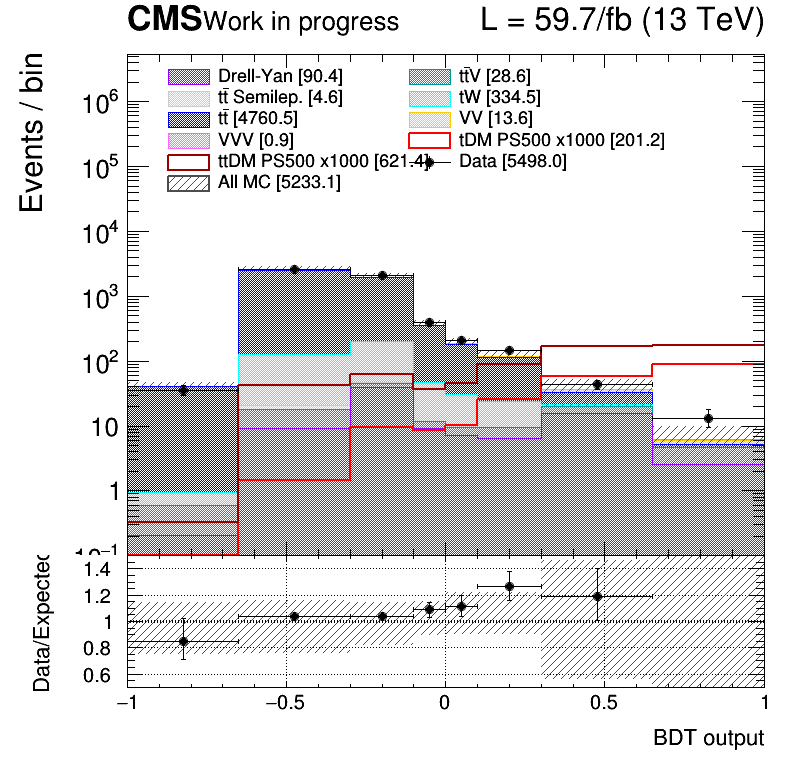 CMS Work in progress L = 59.7/fb (13 TeV)
Events / bin
Drell-Yan [90.4] tt̄V [28.6]
tt̄ Semilep. [4.6] tW [334.5]
tt̄ [4760.5] VV [13.6]
VVV [0.9] tDM PS500 x1000 [201.2]
ttDM PS500 x1000 [621.4] Data [5498.0]
All MC [5233.1]
10⁶
10⁵
10⁴
10³
10²
10
1
10⁻¹
Data/Expected
1.4
1.2
1
0.8
0.6
−1 −0.5 0 0.5 1
BDT output